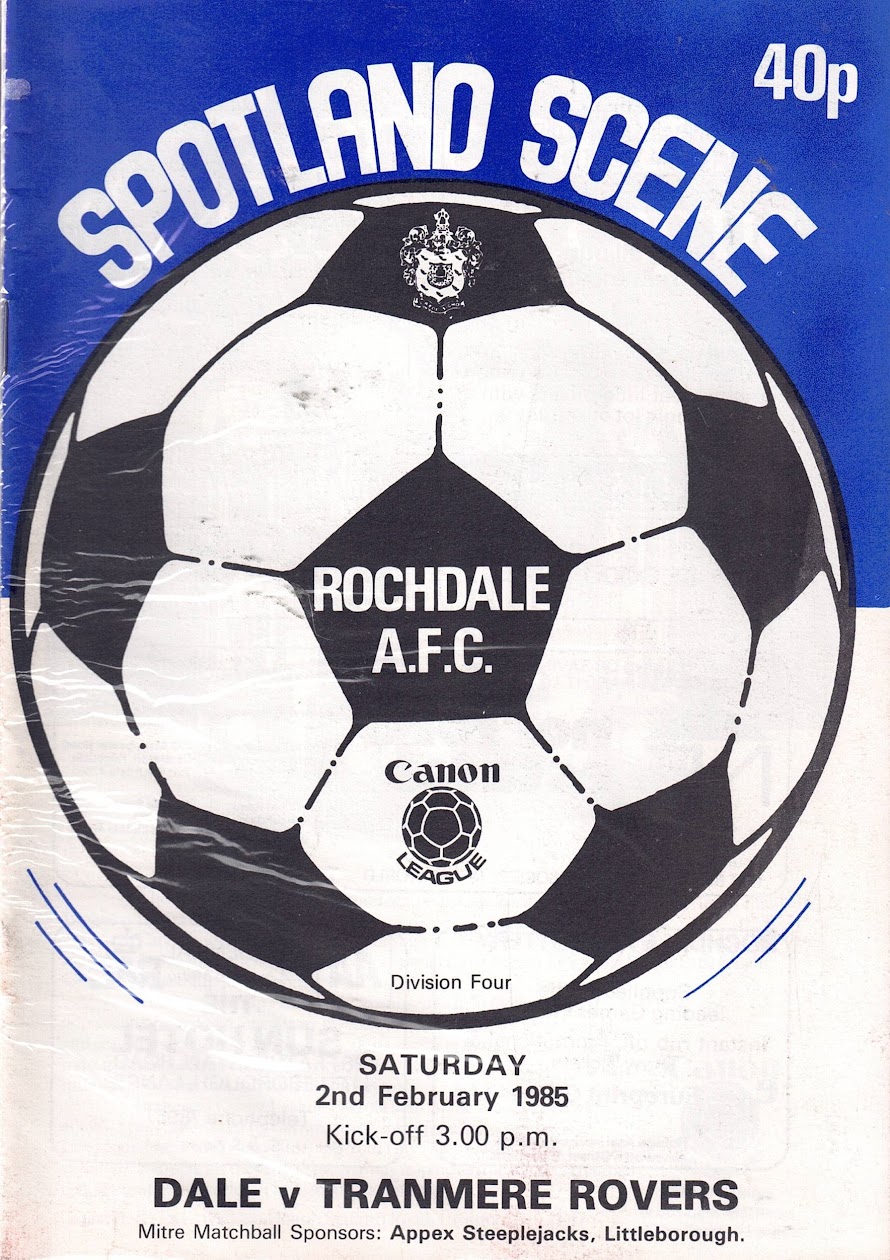 40p
SPOTLAND SCENE
ROCHDALE
A.F.C.
Canon
LEAGUE
Division Four
SATURDAY
2nd February 1985
Kick-off 3.00 p.m.
DALE v TRANMERE ROVERS
Mitre Matchball Sponsors: Appex Steeplejacks, Littleborough.